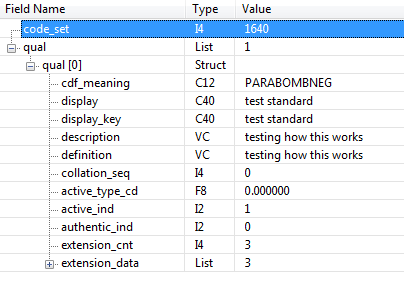 Field Name Type Value
code_set I4 1640
qual List 1
qual [0] Struct
cdf_meaning C12 PARABOMBNEG
display C40 test standard
display_key C40 test standard
description VC testing how this works
definition VC testing how this works
collation_seq I4 0
active_type_cd F8 0.000000
active_ind I2 1
authentic_ind I2 0
extension_cnt I4 3
extension_data List 3